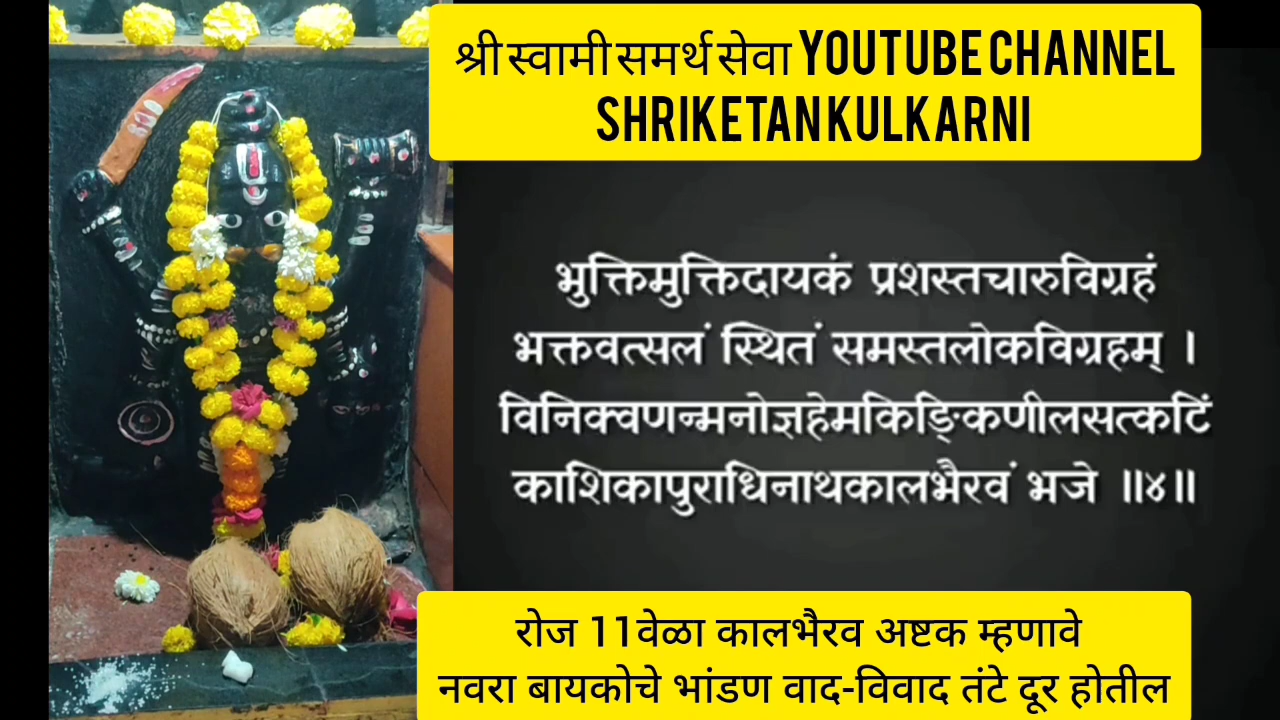 श्री स्वामी समर्थ सेवा YOUTUBE CHANNEL
SHRIKETAN KULKARNI
भुक्तिमुक्तिदायकं प्रशस्तचारुविग्रहं
भक्तवत्सलं स्थितं समस्तलोकविग्रहम् ।
विनिक्वणन्मनोज्ञहेमकिङ्किणीलसत्कटिं
काशिकापुराधिनाथकालभैरवं भजे ॥४॥
रोज 11वेळा कालभैरव अष्टक म्हणावे
नवरा बायकोचे भांडण वाद-विवाद तंटे दूर होतील